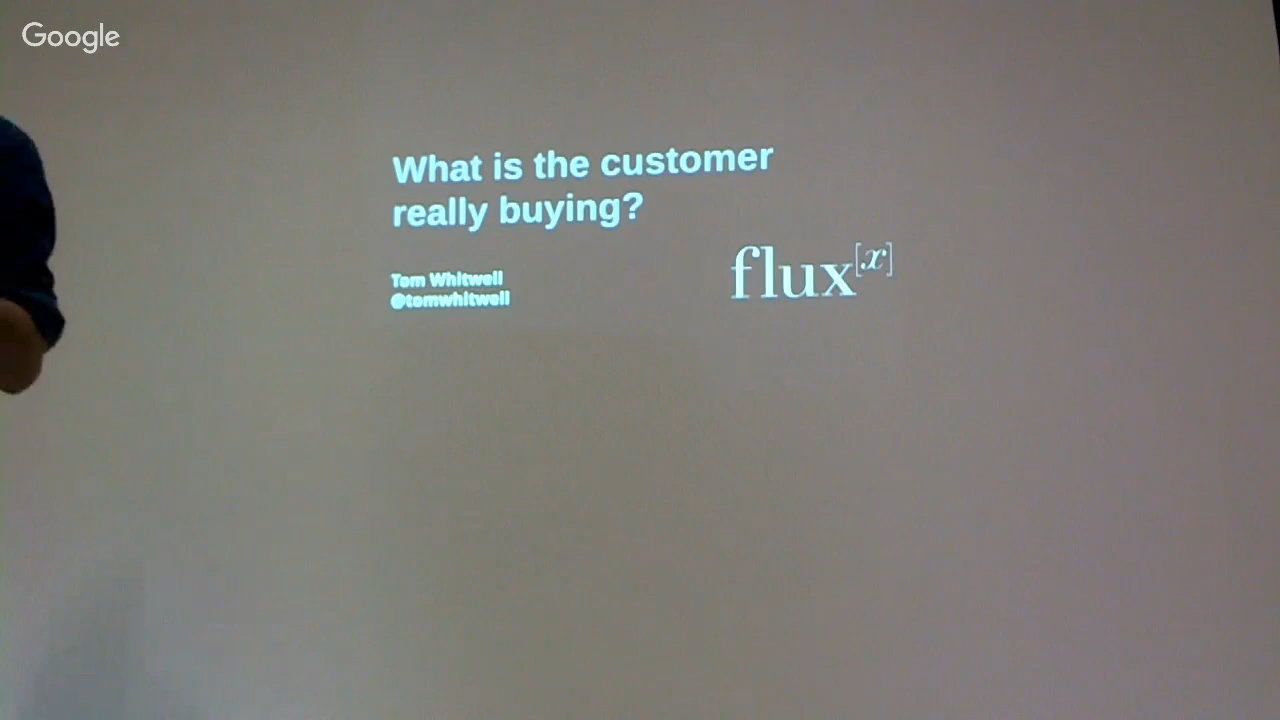 Google
What is the customer
really buying?
flux[x]
Tom Whitwell
@tomwhitwell